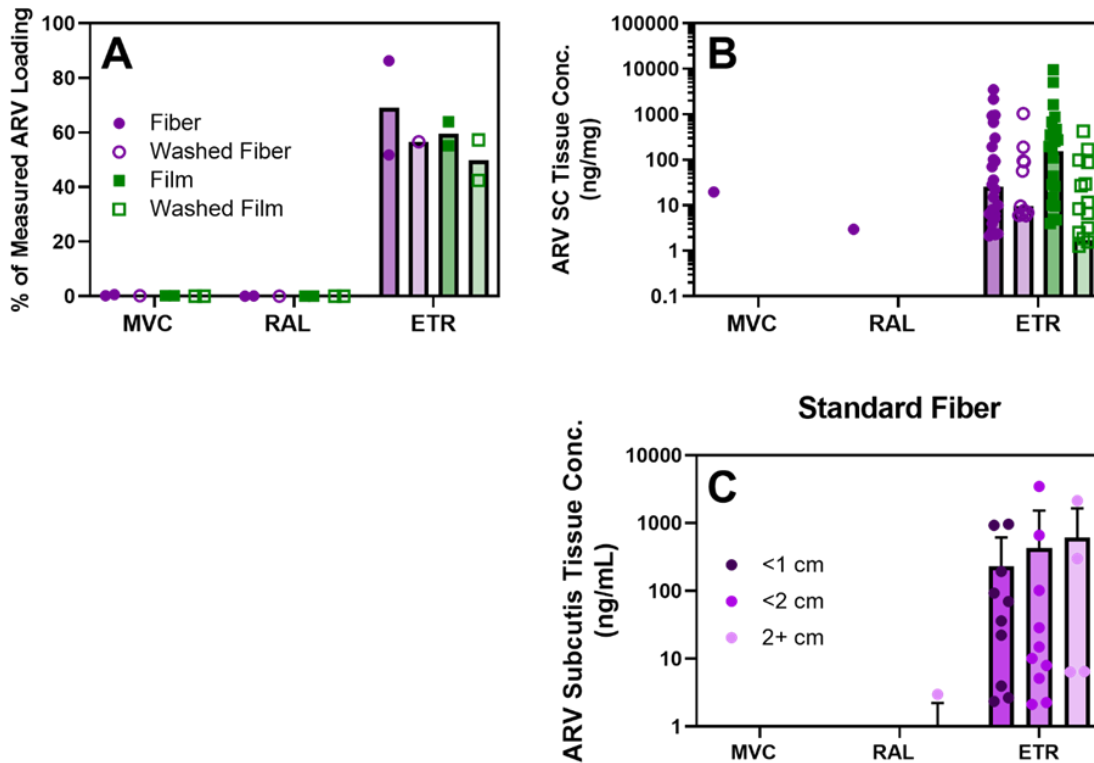 A
% of Measured ARV Loading
100
80
60
40
20
0
Fiber
Washed Fiber
Film
Washed Film
MVC RAL ETR
B
ARV SC Tissue Conc.
(ng/mg)
100000
10000
1000
100
10
1
0.1
MVC RAL ETR
Standard Fiber
C
ARV Subcutis Tissue Conc.
(ng/mL)
10000
1000
100
10
1
<1 cm
<2 cm
2+ cm
MVC RAL ETR